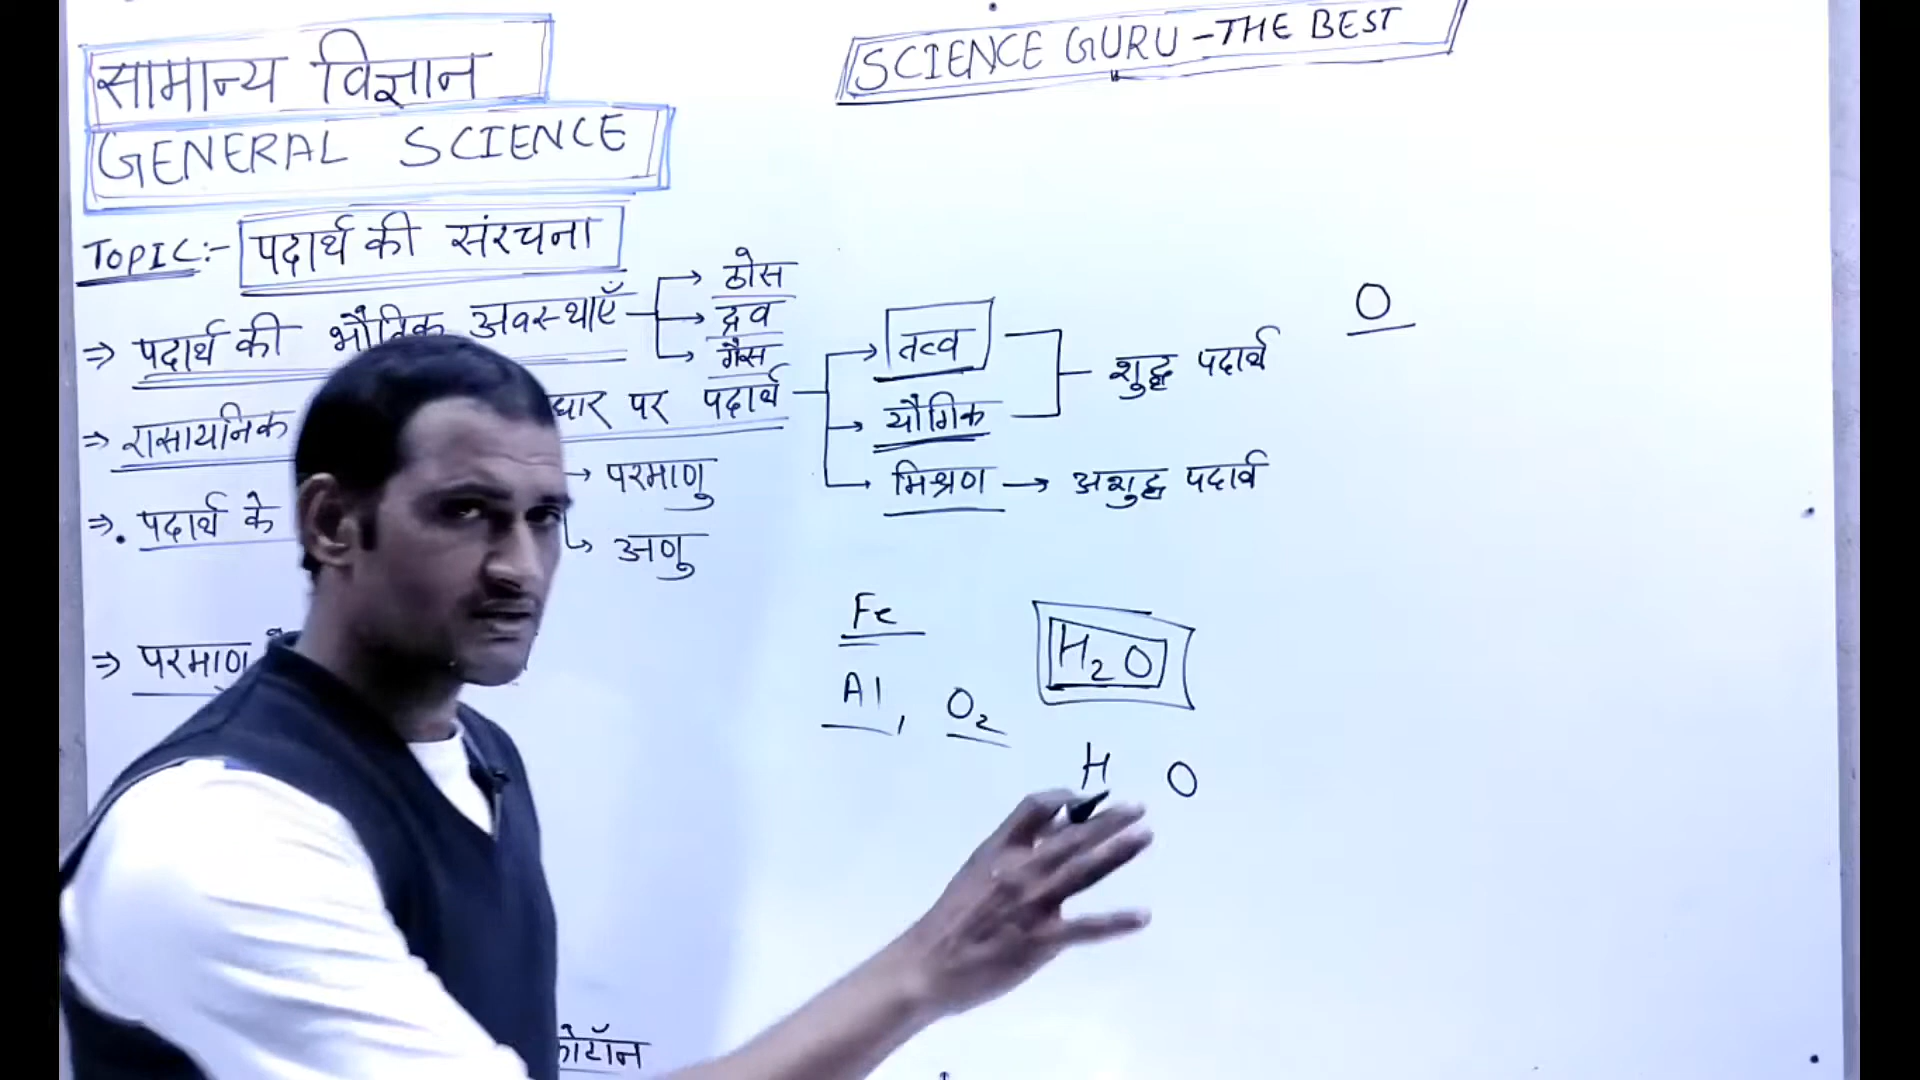 सामान्य विज्ञान
SCIENCE GURU - THE BEST
GENERAL SCIENCE
TOPIC:- पदार्थ की संरचना
⇒ पदार्थ की भौतिक अवस्थाएँ → ठोस
→ द्रव
→ गैस
⇒ रासायनिक पर पदार्थ → तत्व
→ यौगिक
शुद्ध पदार्थ
→ मिश्रण → अशुद्ध पदार्थ
O
⇒ पदार्थ के → परमाणु
→ अणु
⇒ परमाणु
Fe
Al, O2
H2O
H O